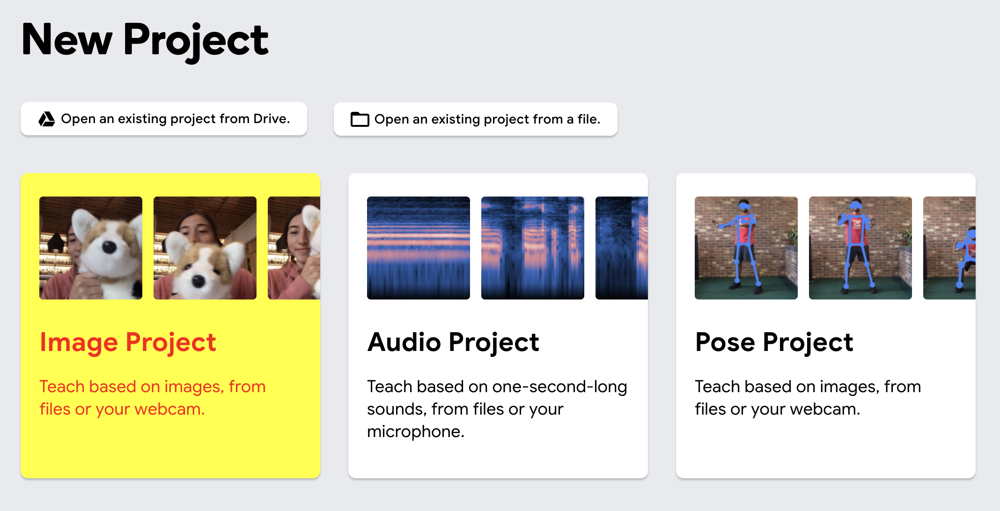 New Project
Open an existing project from Drive.
Open an existing project from a file.
Image Project
Teach based on images, from
files or your webcam.
Audio Project
Teach based on one-second-long
sounds, from files or your
microphone.
Pose Project
Teach based on images, from
files or your webcam.